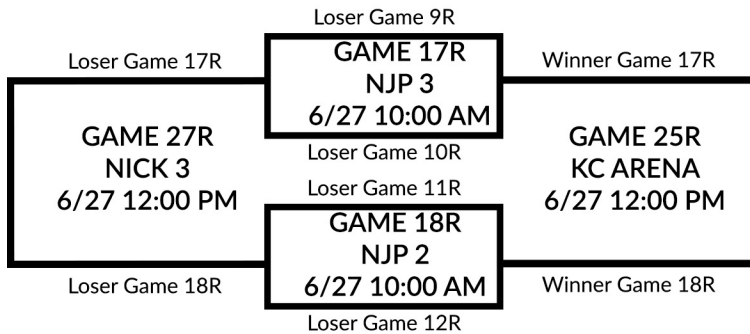 Loser Game 9R
Loser Game 17R
GAME 17R
NJP 3
6/27 10:00 AM
Winner Game 17R
Loser Game 10R
GAME 27R
NICK 3
6/27 12:00 PM
GAME 25R
KC ARENA
6/27 12:00 PM
Loser Game 11R
GAME 18R
NJP 2
6/27 10:00 AM
Loser Game 18R
Winner Game 18R
Loser Game 12R